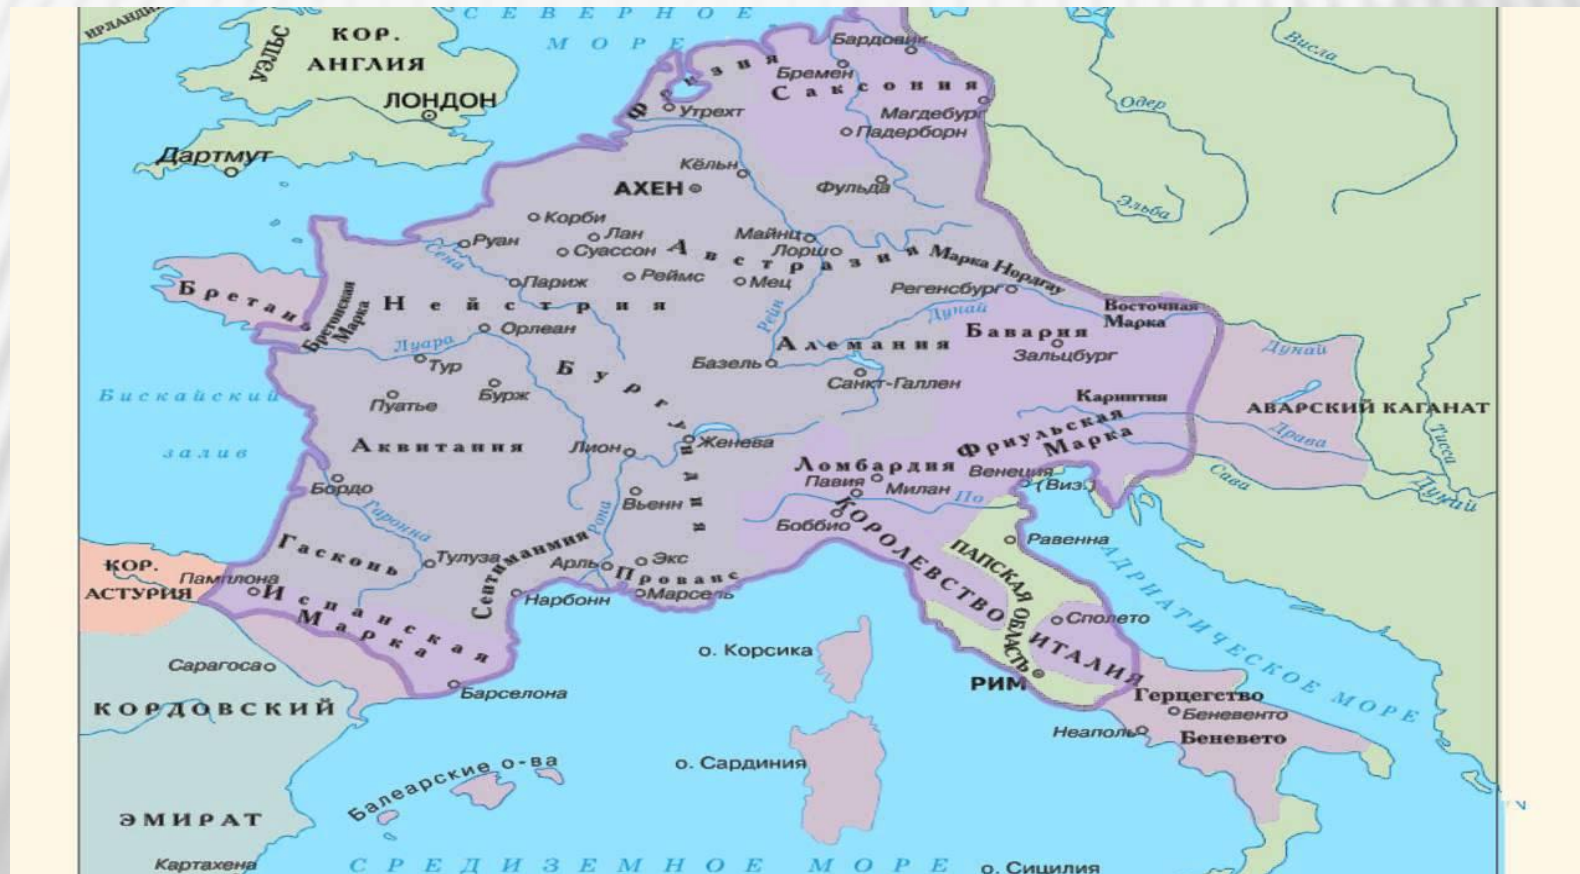 СЕВЕРНОЕ
МОРЕ
КОР.
АНГЛИЯ
УЭЛЬС
ЛОНДОН
Дартмут
Фризия
Бардовик
Бремен
Саксония
Утрехт
Магдебург
Падерборн
Висла
Одер
Эльба
Кёльн
АХЕН
Фульда
Корби
Руан
Лан
Суассон
Сена
Майнц
Лорш
Австразия
Марка Нордгау
Париж
Реймс
Мец
Регенсбург
Бретань
Бретонская
Марка
Нейстрия
Рейн
Дунай
Восточная
Марка
Орлеан
Бавария
Луара
Алемания
Зальцбург
Дунай
Тур
Базель
Санкт-Галлен
Бургундия
Бискайский
залив
Пуатье
Бурж
Каринтия
АВАРСКИЙ КАГАНАТ
Фриульская
Марка
Драва
Тисса
Аквитания
Лион
Женева
Ломбардия
Венеция
(Виз.)
Сава
Дунай
Бордо
Павия
Милан
По
Гаронна
Вьенн
Рона
Боббио
КОРОЛЕВСТВО
ИТАЛИЯ
Равенна
ПАПСКАЯ ОБЛАСТЬ
АДРИАТИЧЕСКОЕ МОРЕ
КОР.
АСТУРИЯ
Памплона
Гасконь
Тулуза
Септиманмия
Арль
Экс
Прованс
Марсель
Нарбонн
Испанская
Марка
Сполето
о. Корсика
Сарагоса
Барселона
РИМ
КОРДОВСКИЙ
Герцегство
Беневенто
Неаполь
Беневето
о. Сардиния
Балеарские о-ва
ЭМИРАТ
Картахена
СРЕДИЗЕМНОЕ МОРЕ
о. Сицилия